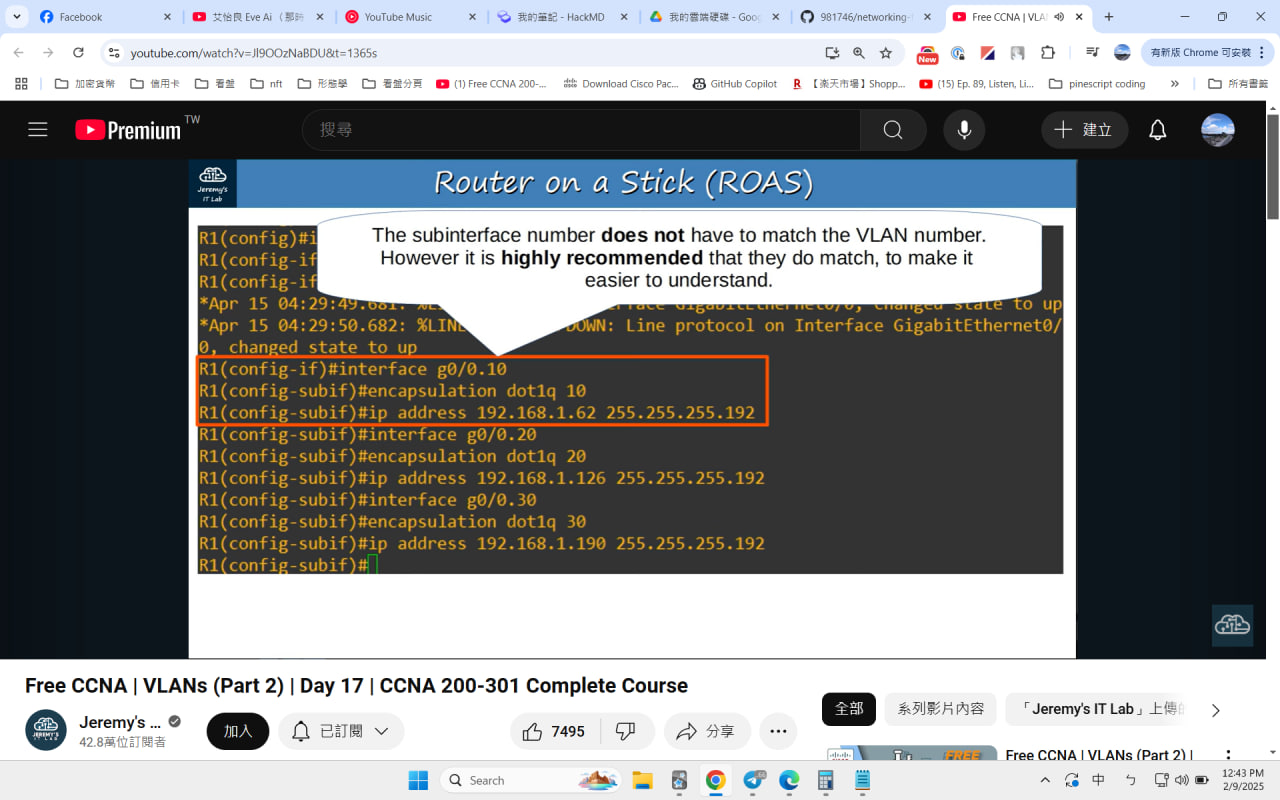 Facebook
艾怡良 Eve Ai （那時
YouTube Music
我的筆記 - HackMD
我的雲端硬碟 - Goog
981746/networking-
Free CCNA | VLA
youtube.com/watch?v=Jl9OOzNaBDU&t=1365s
New
有新版 Chrome 可安裝
加密貨幣
信用卡
看盤
nft
形態學
看盤分頁
(1) Free CCNA 200-...
Download Cisco Pac...
GitHub Copilot
【楽天市場】Shopp...
(15) Ep. 89, Listen, Li...
pinescript coding
所有書籤
Premium TW
搜尋
建立
Jeremy's
IT Lab
Router on a Stick (ROAS)
The subinterface number does not have to match the VLAN number.
However it is highly recommended that they do match, to make it
easier to understand.
R1(config)#i
R1(config-if
R1(config-if
*Apr 15 04:29:49.681: %LI erface GigabitEthernet0/0, changed state to up
*Apr 15 04:29:50.682: %LINE DOWN: Line protocol on Interface GigabitEthernet0/
0, changed state to up
R1(config-if)#interface g0/0.10
R1(config-subif)#encapsulation dot1q 10
R1(config-subif)#ip address 192.168.1.62 255.255.255.192
R1(config-subif)#interface g0/0.20
R1(config-subif)#encapsulation dot1q 20
R1(config-subif)#ip address 192.168.1.126 255.255.255.192
R1(config-subif)#interface g0/0.30
R1(config-subif)#encapsulation dot1q 30
R1(config-subif)#ip address 192.168.1.190 255.255.255.192
R1(config-subif)#
Free CCNA | VLANs (Part 2) | Day 17 | CCNA 200-301 Complete Course
Jeremy's ...
42.8萬位訂閱者
加入
已訂閱
7495
分享
全部
系列影片內容
「Jeremy's IT Lab」上傳的
FREE
Free CCNA | VLANs (Part 2) |
Search
中
12:43 PM
2/9/2025